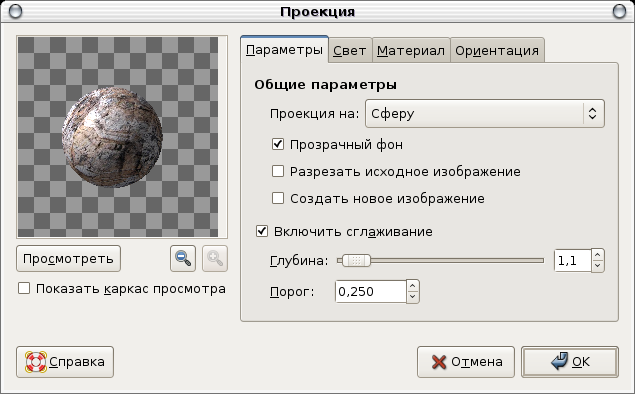 Проекция
Параметры Свет Материал Ориентация
Общие параметры
Проекция на: Сферу
Прозрачный фон
Разрезать исходное изображение
Создать новое изображение
Включить сглаживание
Просмотреть
Глубина: 1,1
Показать каркас просмотра
Порог: 0,250
Справка
Отмена
OK